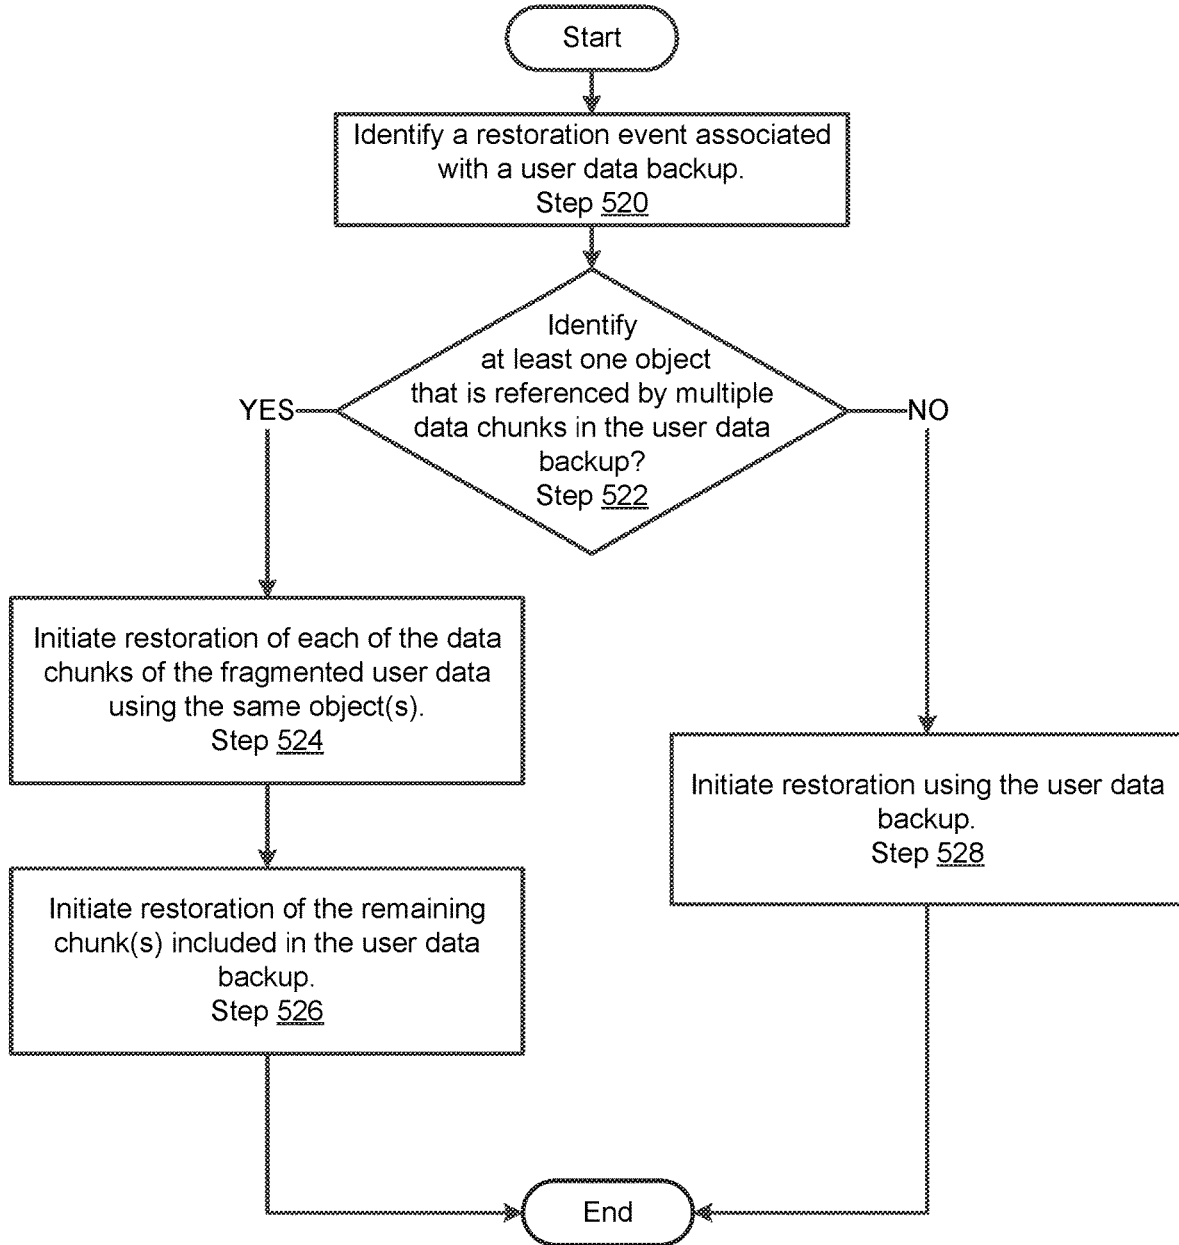 Start
Identify a restoration event associated
with a user data backup.
Step 520
Identify
at least one object
that is referenced by multiple
data chunks in the user data
backup?
Step 522
YES
NO
Initiate restoration of each of the data
chunks of the fragmented user data
using the same object(s).
Step 524
Initiate restoration using the user data
backup.
Step 528
Initiate restoration of the remaining
chunk(s) included in the user data
backup.
Step 526
End